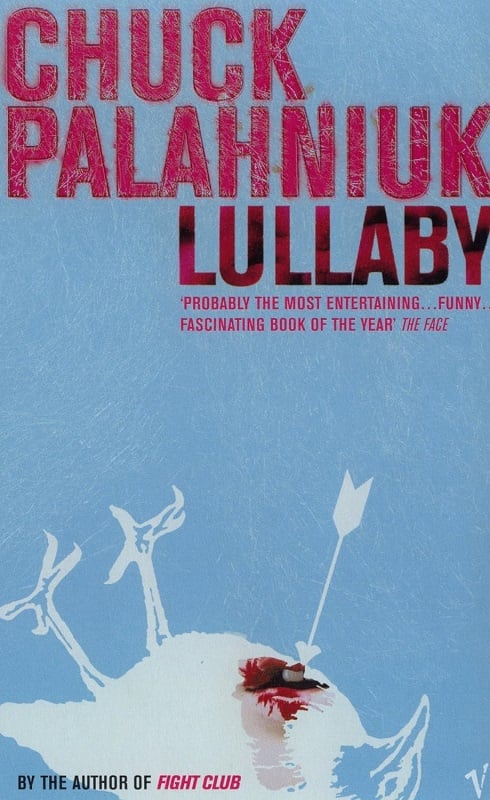 CHUCK
PALAHNIUK
LULLABY
'PROBABLY THE MOST ENTERTAINING...FUNNY..
FASCINATING BOOK OF THE YEAR' THE FACE
BY THE AUTHOR OF FIGHT CLUB
V